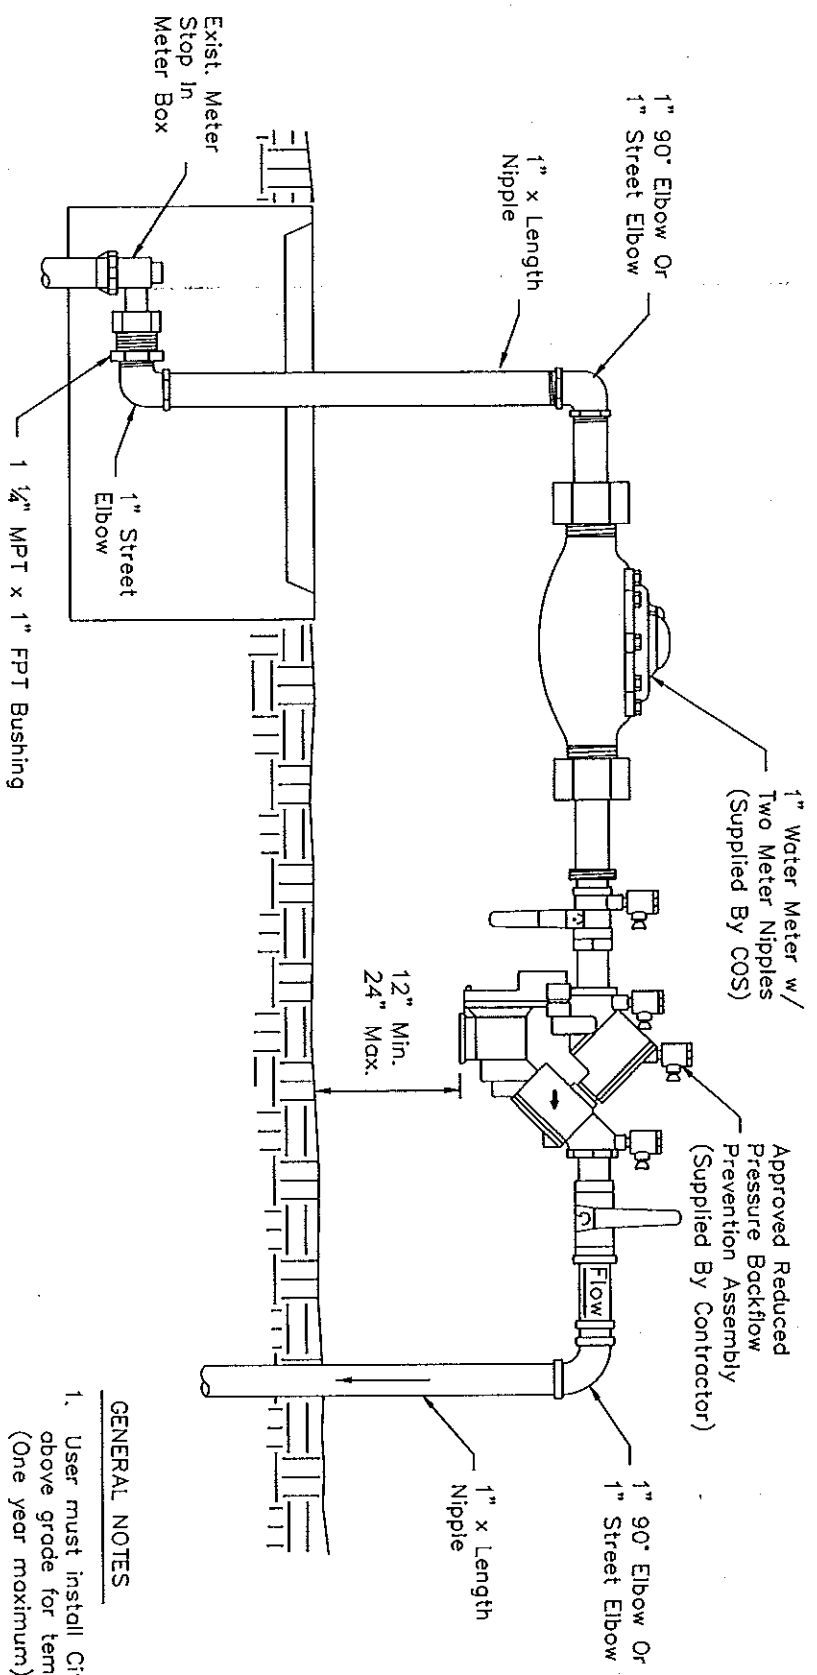 1" 90° Elbow Or
1" Street Elbow
1" x Length
Nipple
Exist. Meter
Stop In
Meter Box
1" Street
Elbow
1 ¼" MPT x 1" FPT Bushing
1" Water Meter w/
Two Meter Nipples
(Supplied By COS)
12" Min.
24" Max.
Approved Reduced
Pressure Backflow
Prevention Assembly
(Supplied By Contractor)
Flow
1" 90° Elbow Or
1" Street Elbow
1" x Length
Nipple
GENERAL NOTES
1. User must install
above grade for
(One year maximum)